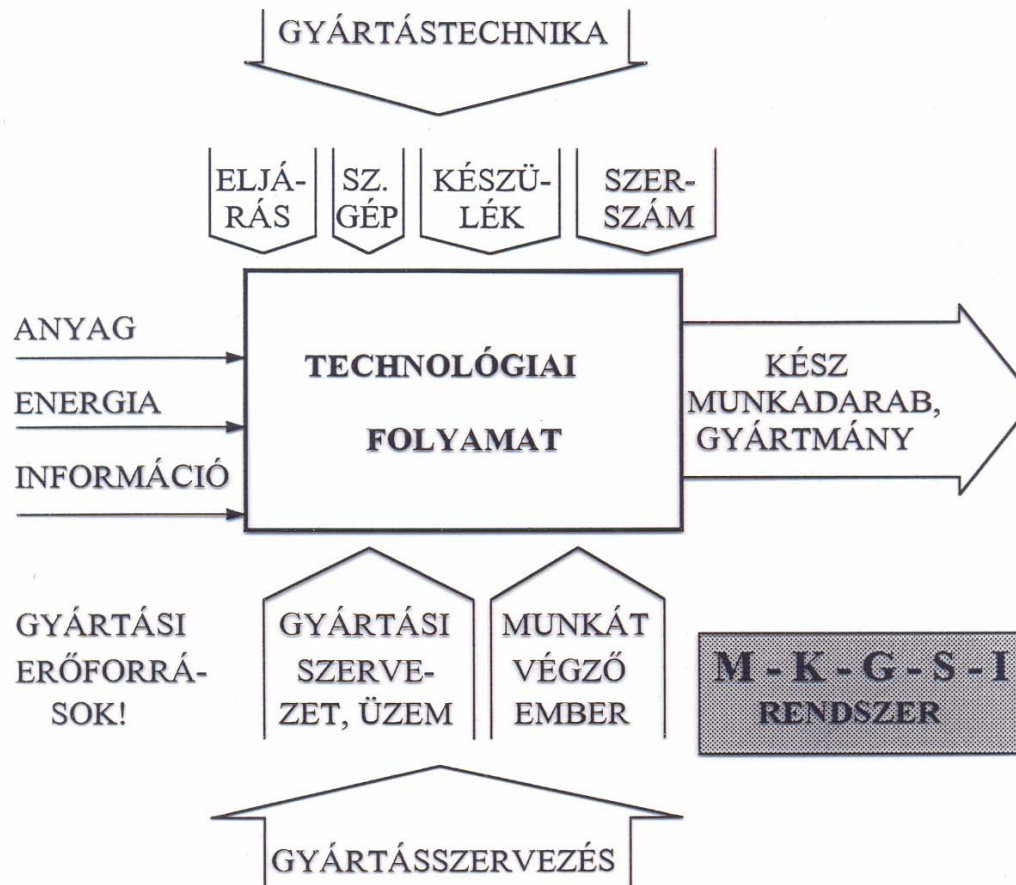 GYÁRTÁSTECHNIKA
ELJÁ-
RÁS
SZ.
GÉP
KÉSZÜ-
LÉK
SZER-
SZÁM
ANYAG
ENERGIA
INFORMÁCIÓ
TECHNOLÓGIAI
FOLYAMAT
KÉSZ
MUNKADARAB,
GYÁRTMÁNY
GYÁRTÁSI
ERŐFORRÁ-
SOK!
GYÁRTÁSI
SZERVE-
ZET, ÜZEM
MUNKÁT
VÉGZŐ
EMBER
M - K - G - S - I
RENDSZER
GYÁRTÁSSZERVEZÉS